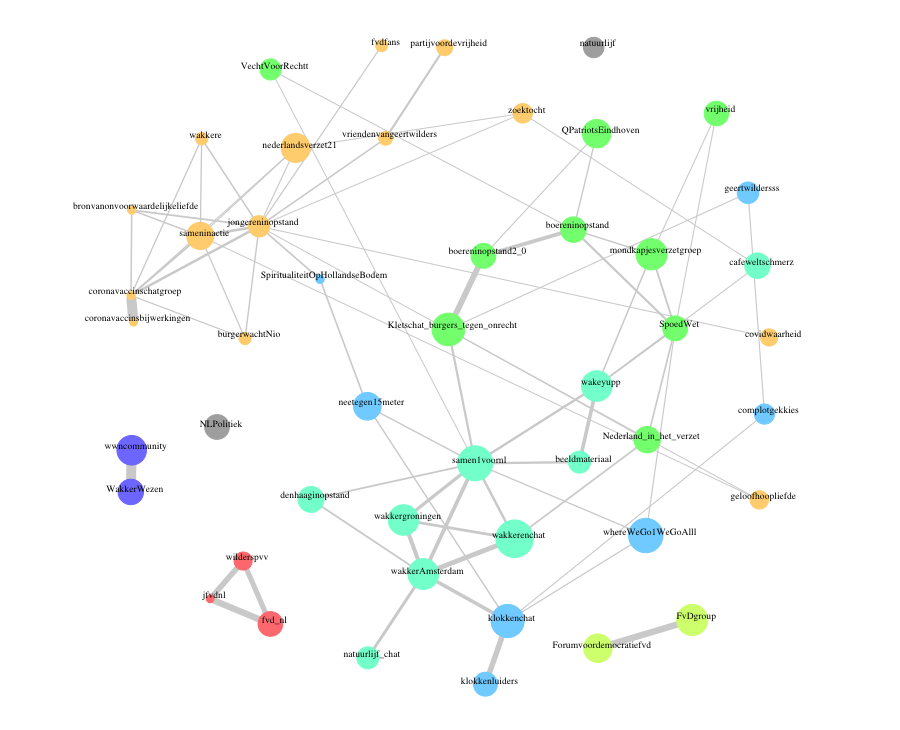 fvdfans
partijvoordevrijheid
natuurlijf
VechtVoorRechtt
zoektocht
vrijheid
QPatriotsEindhoven
wakkere
vriendenvangeertwilders
nederlandsverzet21
geertwildersss
bronvanonvoorwaardelijkeliefde
jongereninopstand
boereninopstand
saméninactie
boereninopstand2_0
mondkapjesverzetgroep
cafeweltschmerz
SpiritualiteitOpHollandseBodem
coronavaccinschatgroep
coronavaccinsbijwerkingen
Kletschat_burgers_tegen_onrecht
SpoedWet
burgerwachtNio
covidwaarheid
wakeyupp
neetegen15meter
complotgekkies
NLPolitiek
Nederland_in_het_verzet
wwncommunity
samen1voornl
beeldmateriaal
WakkerWezen
denhaaginopstand
geloofhoopliefde
wakkergroningen
wakkerenchat
whereWeGo1WeGoAlll
wilderspvv
wakkerAmsterdam
jfvdnl
fvd_nl
klokkenchat
FvDgroup
natuurlijf_chat
Forumvoordemocratiefvd
klokkenluiders